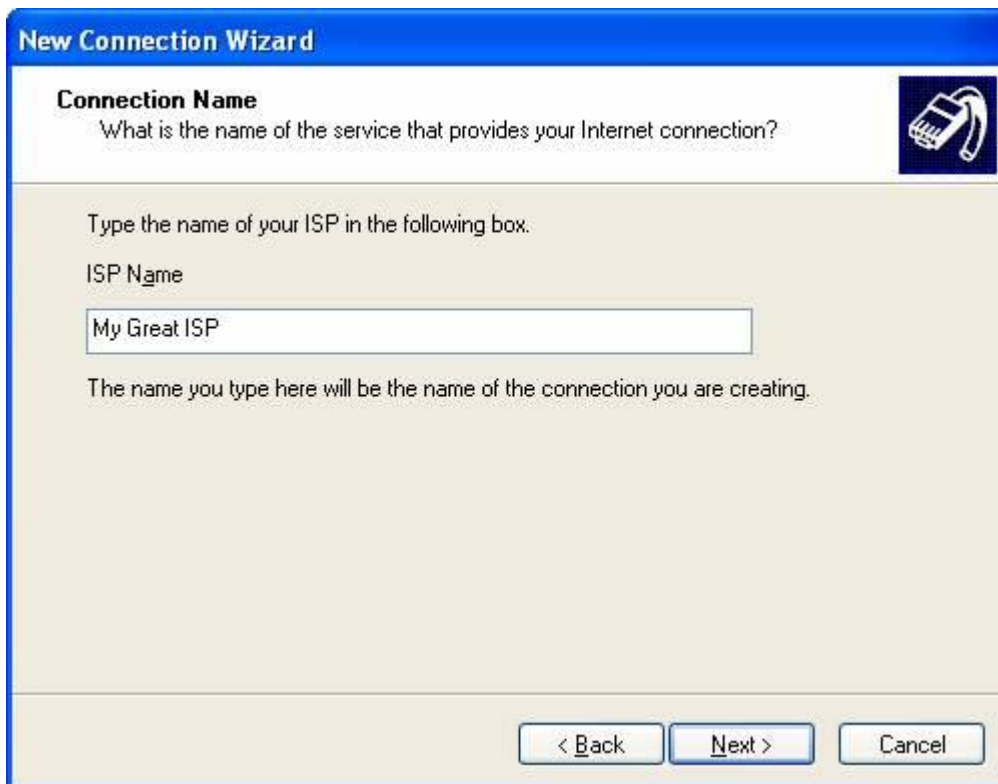 New Connection Wizard
Connection Name
What is the name of the service that provides your Internet connection?
Type the name of your ISP in the following box.
ISP Name
My Great ISP
The name you type here will be the name of the connection you are creating.
< Back
Next >
Cancel